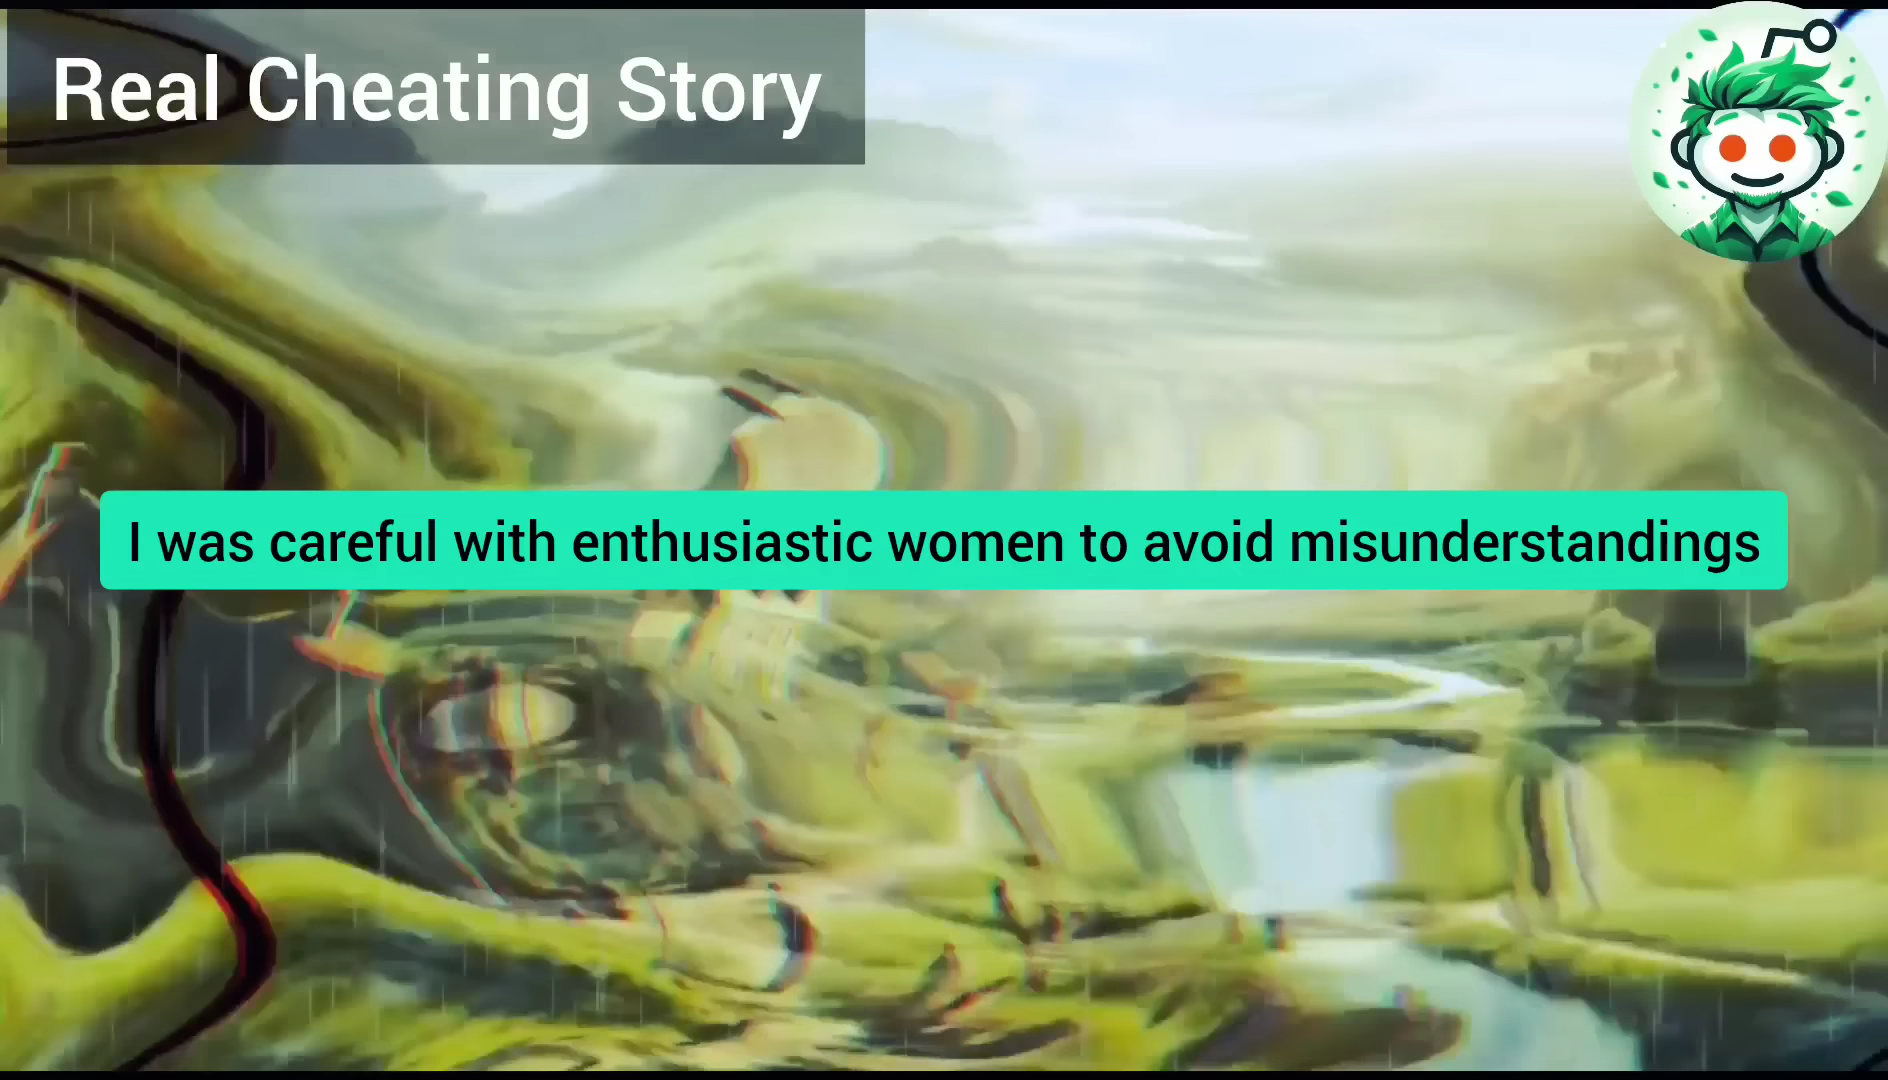 Real Cheating Story
I was careful with enthusiastic women to avoid misunderstandings